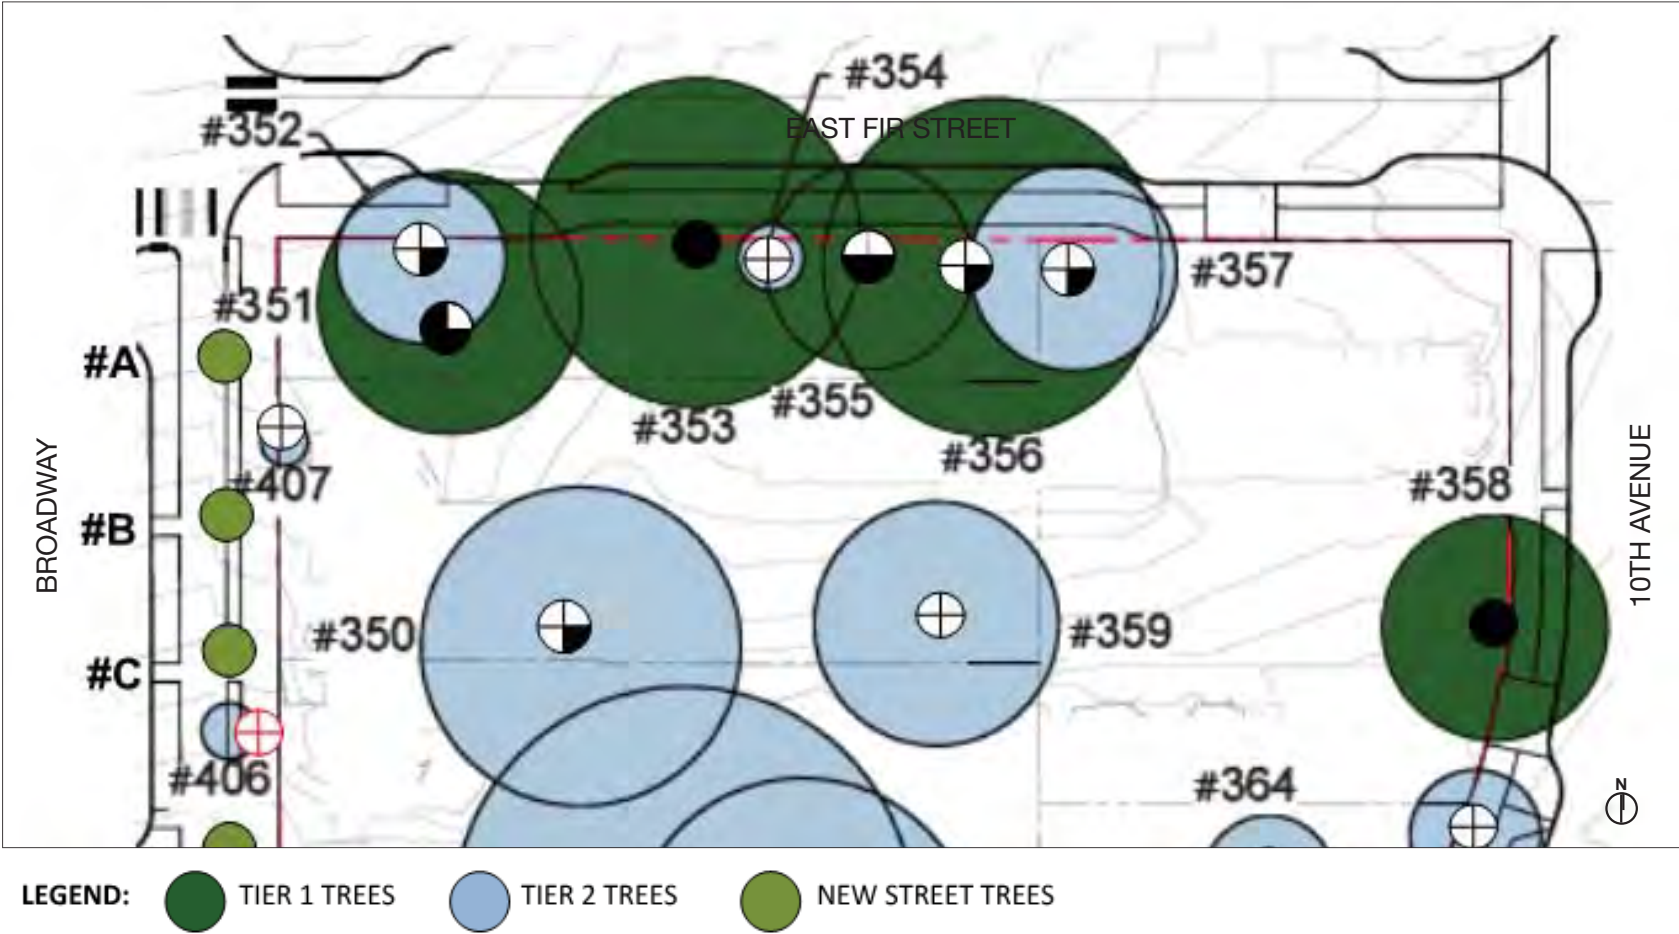 #354
EAST FIR STREET
#352
#357
#351
#A
#355
#353
#356
#407
#358
BROADWAY
10TH AVENUE
#B
#350
#359
#C
#406
#364
N
LEGEND: TIER 1 TREES TIER 2 TREES NEW STREET TREES